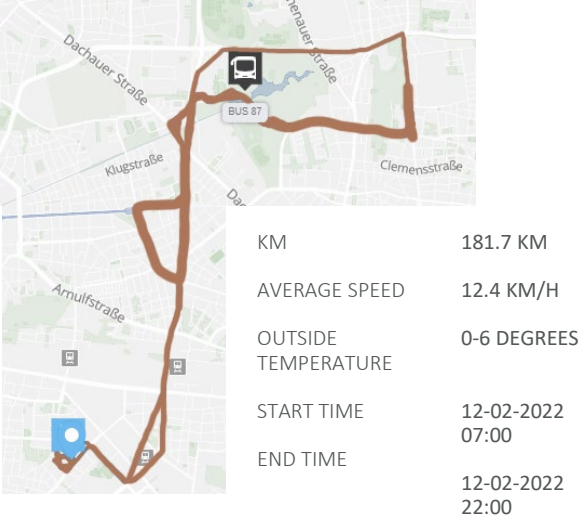 nenauer Straße
Dachauer Straße
BUS 87
Klugstraße
Clemensstraße
Da
Arnulfstraße
KM 181.7 KM
AVERAGE SPEED 12.4 KM/H
OUTSIDE 0-6 DEGREES
TEMPERATURE
START TIME 12-02-2022
07:00
END TIME
12-02-2022
22:00